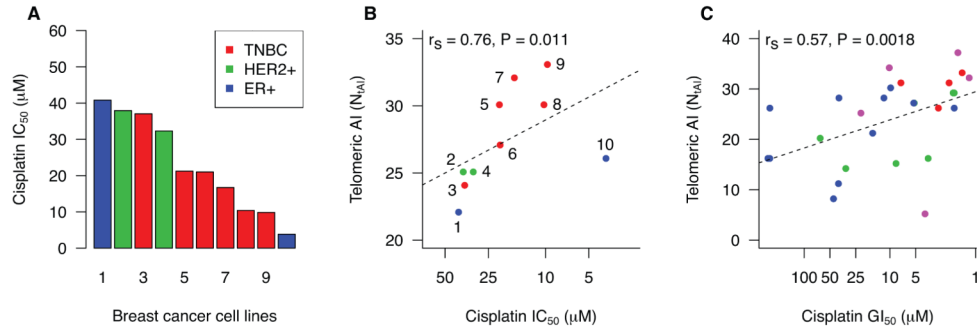 A
Cisplatin IC50 (μM)
60
50
40
30
20
10
0
TNBC
HER2+
ER+
1 3 5 7 9
Breast cancer cell lines
B
rs = 0.76, P = 0.011
Telomeric AI (NtAI)
35
30
25
20
1
2
3
4
5
6
7
8
9
10
50 25 10 5
Cisplatin IC50 (μM)
C
rs = 0.57, P = 0.0018
Telomeric AI (NtAI)
40
30
20
10
0
100 50 25 10 5 1
Cisplatin GI50 (μM)